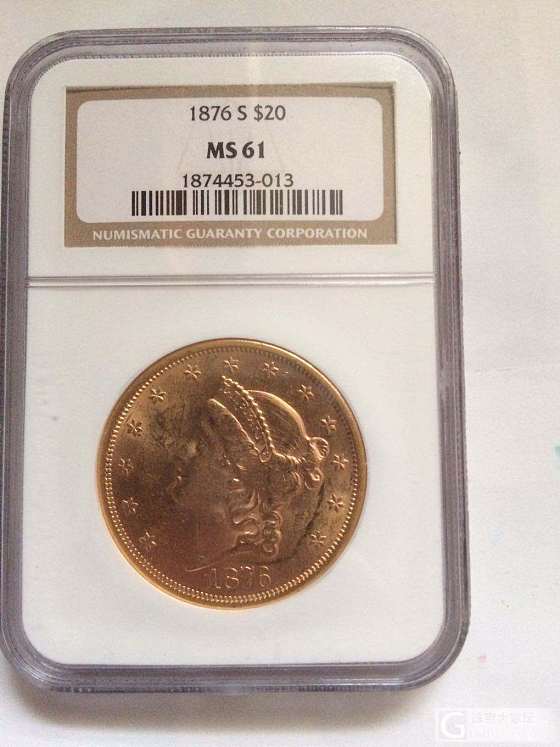 1876 S $20
MS 61
1874453-013
NUMISMATIC GUARANTY CORPORATION
1876